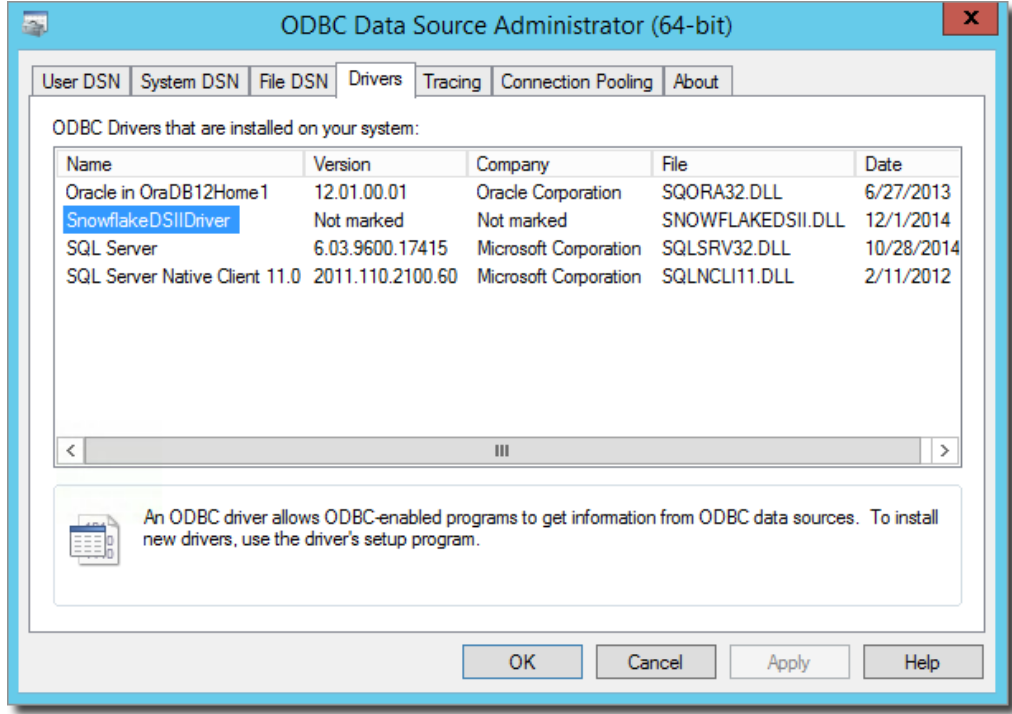 ODBC Data Source Administrator (64-bit)
x
User DSN System DSN File DSN Drivers Tracing Connection Pooling About
ODBC Drivers that are installed on your system:
Name Version Company File Date
Oracle in OraDB12Home1 12.01.00.01 Oracle Corporation SQORA32.DLL 6/27/2013
SnowflakeDSIIDriver Not marked Not marked SNOWFLAKEDSII.DLL 12/1/2014
SQL Server 6.03.9600.17415 Microsoft Corporation SQLSRV32.DLL 10/28/2014
SQL Server Native Client 11.0 2011.110.2100.60 Microsoft Corporation SQLNCLI11.DLL 2/11/2012
An ODBC driver allows ODBC-enabled programs to get information from ODBC data sources. To install
new drivers, use the driver's setup program.
OK Cancel Apply Help